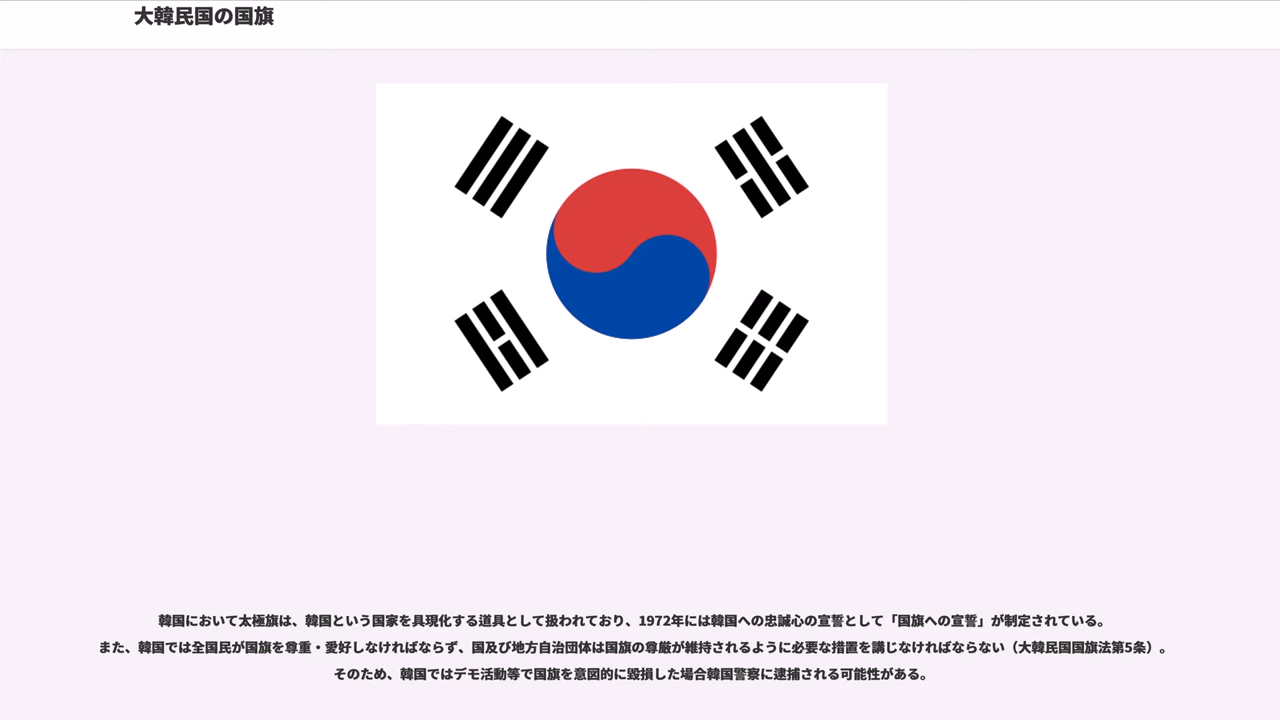 大韓民国の国旗
韓国において太極旗は、韓国という国家を具現化する道具として扱われており、1972年には韓国への忠誠心の宣誓として「国旗への宣誓」が制定されている。
また、韓国では全国民が国旗を尊重・愛好しなければならず、国及び地方自治団体は国旗の尊厳が維持されるように必要な措置を講じなければならない（大韓民国国旗法第5条）。
そのため、韓国ではデモ活動等で国旗を意図的に毀損した場合韓国警察に逮捕される可能性がある。